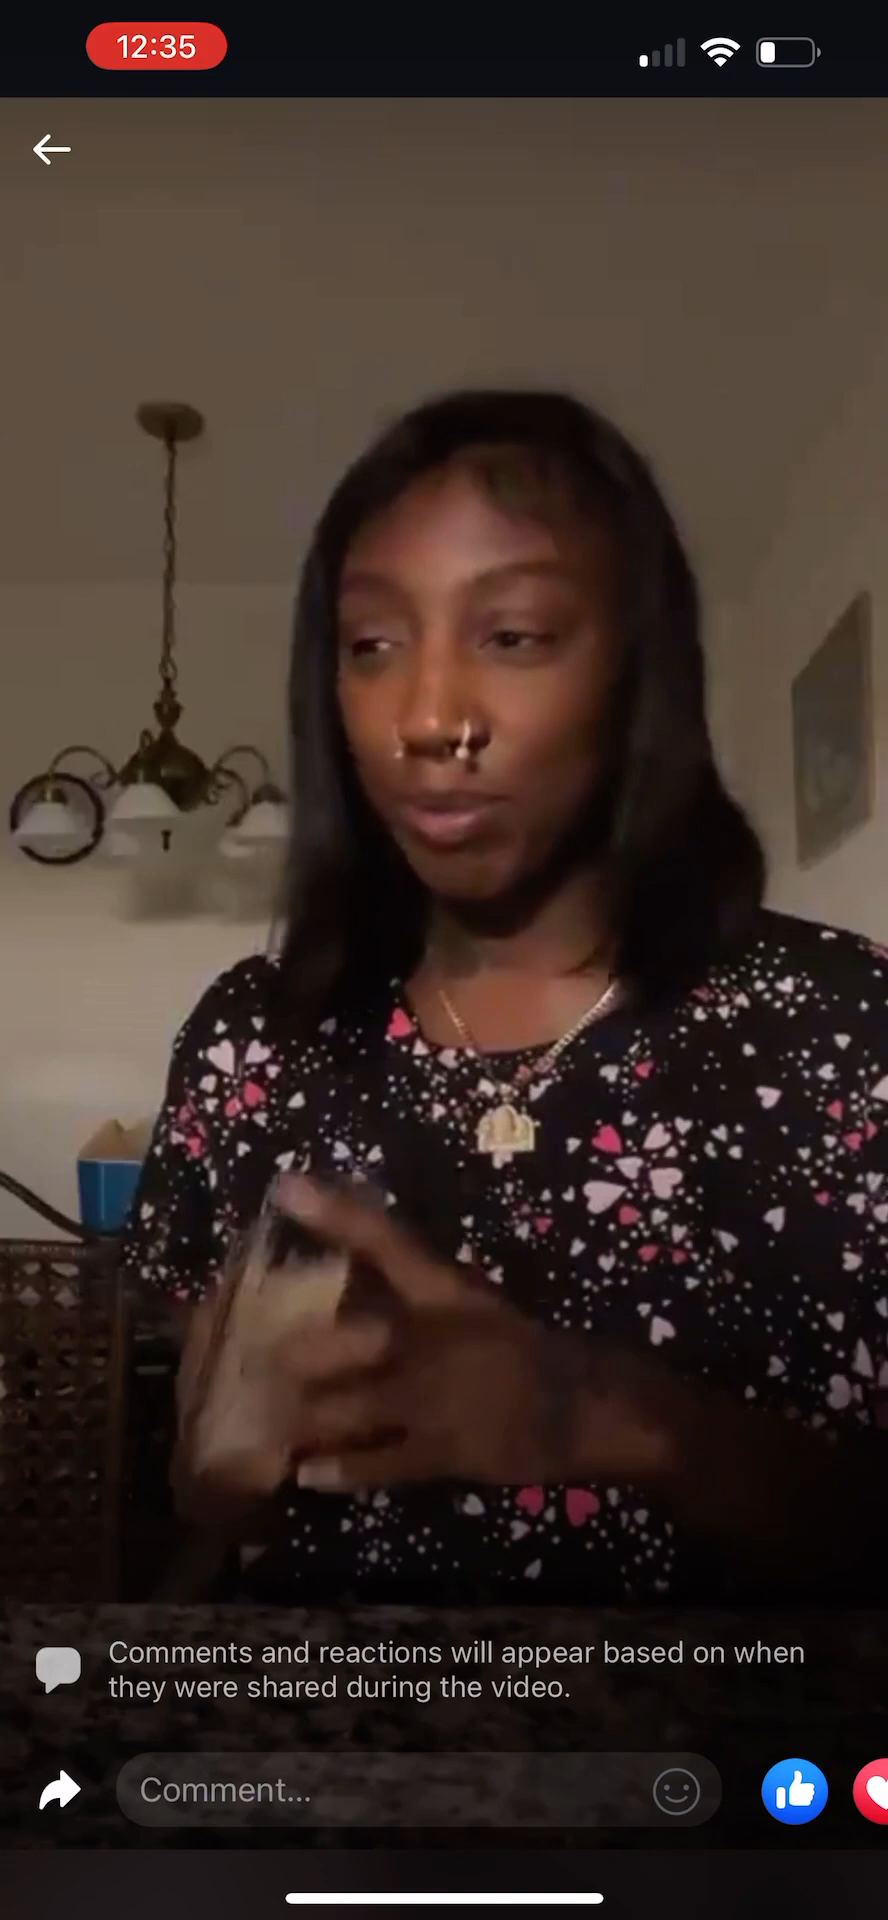 12:35
Comments and reactions will appear based on when
they were shared during the video.
Comment...